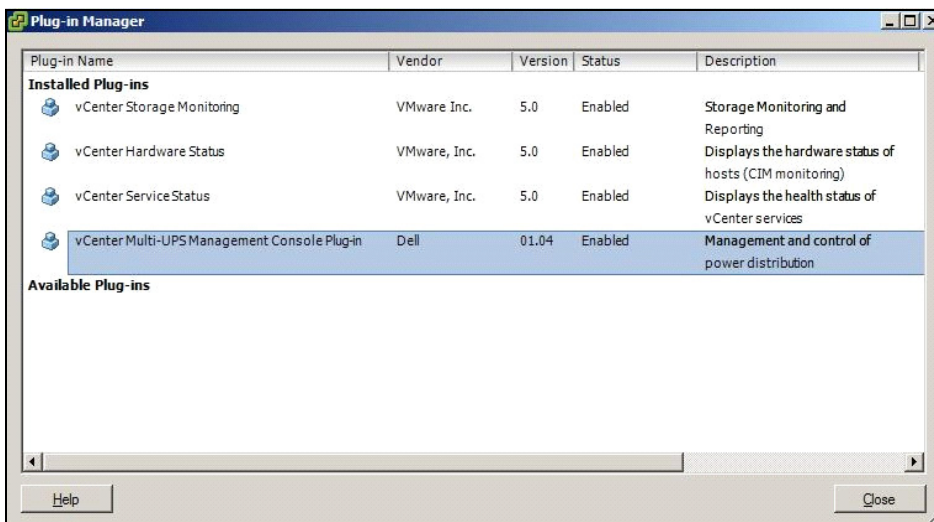 Plug-in Manager
Plug-in Name Vendor Version Status Description
Installed Plug-ins
vCenter Storage Monitoring VMware Inc. 5.0 Enabled Storage Monitoring and
Reporting
vCenter Hardware Status VMware, Inc. 5.0 Enabled Displays the hardware status of
hosts (CIM monitoring)
vCenter Service Status VMware, Inc. 5.0 Enabled Displays the health status of
vCenter services
vCenter Multi-UPS Management Console Plug-in Dell 01.04 Enabled Management and control of
power distribution
Available Plug-ins
Help Close